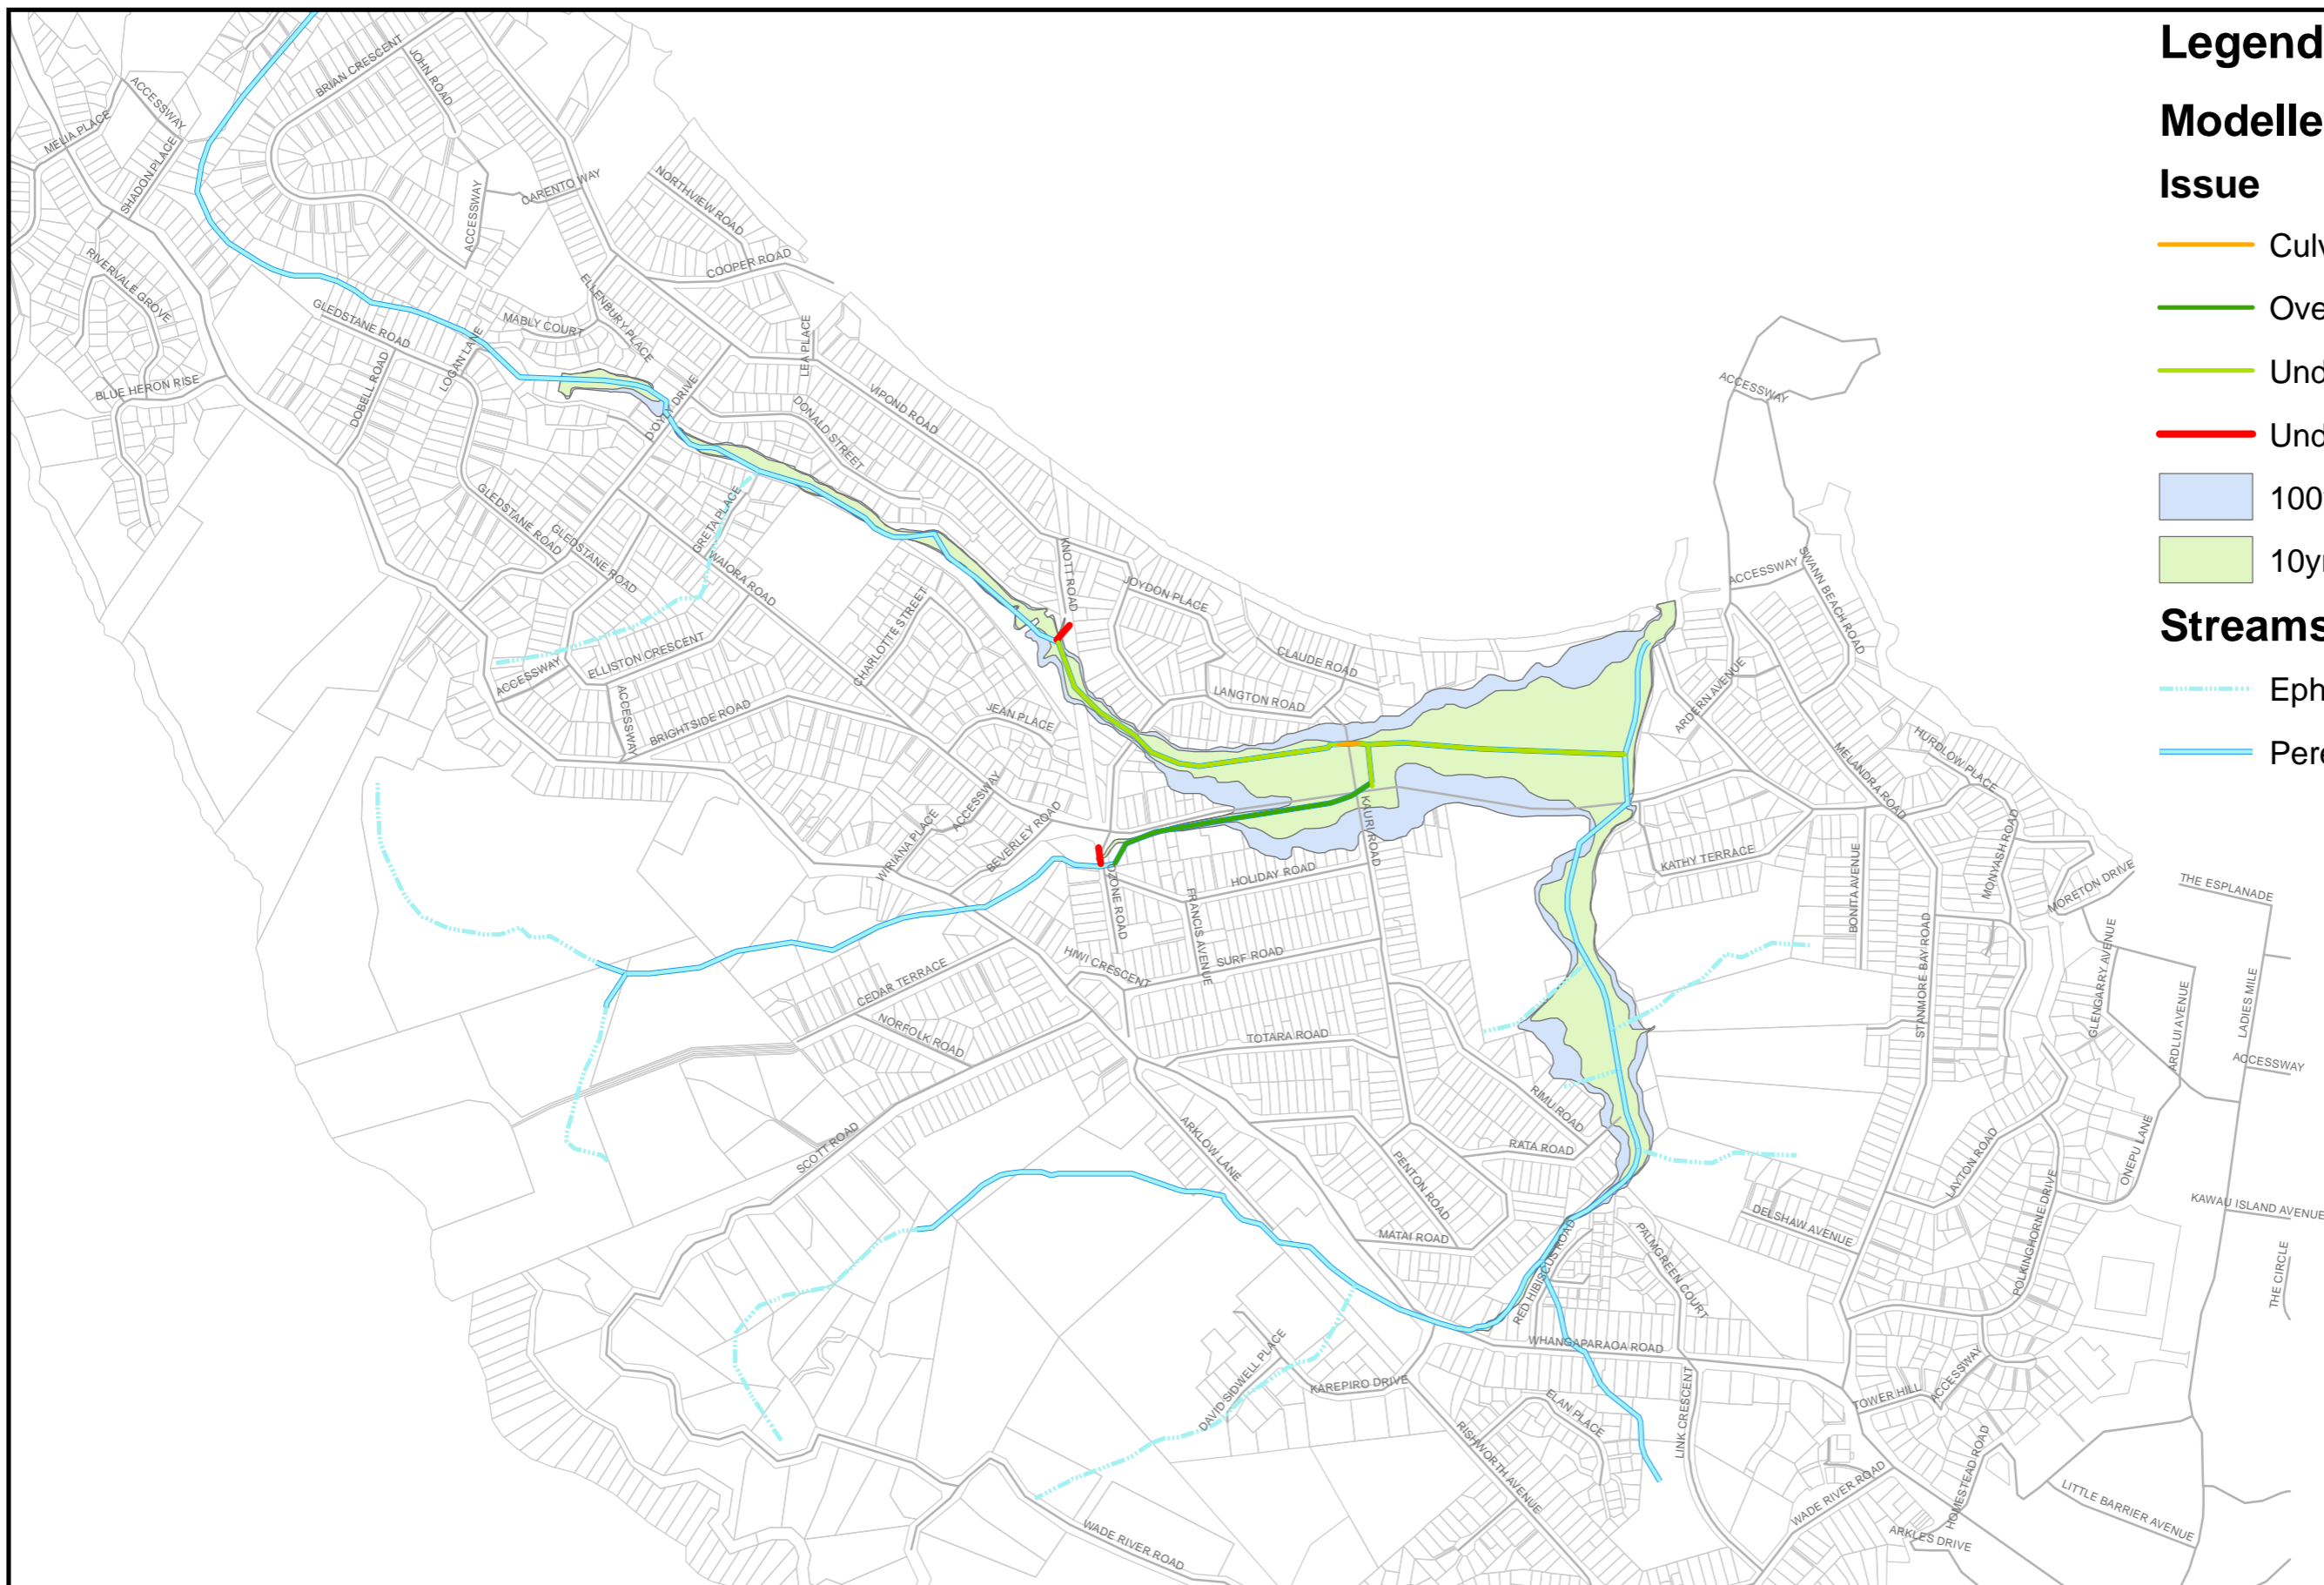 Legend
Modelle
Issue
Culv
Ove
Und
Und
100
10yr
Streams
Eph
Pere
BRIAN CRESCENT
JOHN ROAD
ACCESSWAY
MELIA PLACE
SHADON PLACE
ACCESSWAY
CARENTO WAY
NORTHVIEW ROAD
COOPER ROAD
RIVERVALE GROVE
ELLENBURY PLACE
GLEDSTANE ROAD
MABLY COURT
LOGAN LANE
LEA PLACE
BLUE HERON RISE
DOBELL ROAD
D'OYLY DRIVE
VIPOND ROAD
DONALD STREET
ACCESSWAY
GLEDSTANE ROAD
GLEDSTANE ROAD
GRETA PLACE
WAIORA ROAD
KNOTT ROAD
JOYDON PLACE
ACCESSWAY
SWANN BEACH ROAD
CHARLOTTE STREET
ELLISTON CRESCENT
ACCESSWAY
ACCESSWAY
BRIGHTSIDE ROAD
CLAUDE ROAD
LANGTON ROAD
ARDERN AVENUE
JEAN PLACE
HURDLOW PLACE
MELANDRA ROAD
ACCESSWAY
WIRIANA PLACE
BEVERLEY ROAD
KAURI ROAD
KATHY TERRACE
MONYASH ROAD
HOLIDAY ROAD
OZONE ROAD
FRANCIS AVENUE
BONITA AVENUE
MORETON DRIVE
THE ESPLANADE
HIWI CRESCENT
SURF ROAD
CEDAR TERRACE
STANMORE BAY ROAD
GLENGARRY AVENUE
ARDLUI AVENUE
LADIES MILE
NORFOLK ROAD
TOTARA ROAD
ACCESSWAY
RIMU ROAD
SCOTT ROAD
ARKLOW LANE
RATA ROAD
PENTON ROAD
LAYTON ROAD
ONEPU LANE
KAWAU ISLAND AVENUE
MATAI ROAD
DELSHAW AVENUE
RED HIBISCUS ROAD
PALMGREEN COURT
POLKINGHORNE DRIVE
THE CIRCLE
WHANGAPARAOA ROAD
DAVID SIDWELL PLACE
KAREPIRO DRIVE
LINK CRESCENT
ELAN PLACE
TOWER HILL
ACCESSWAY
RISHWORTH AVENUE
WADE RIVER ROAD
HOMESTEAD ROAD
LITTLE BARRIER AVENUE
WADE RIVER ROAD
ARKLES DRIVE